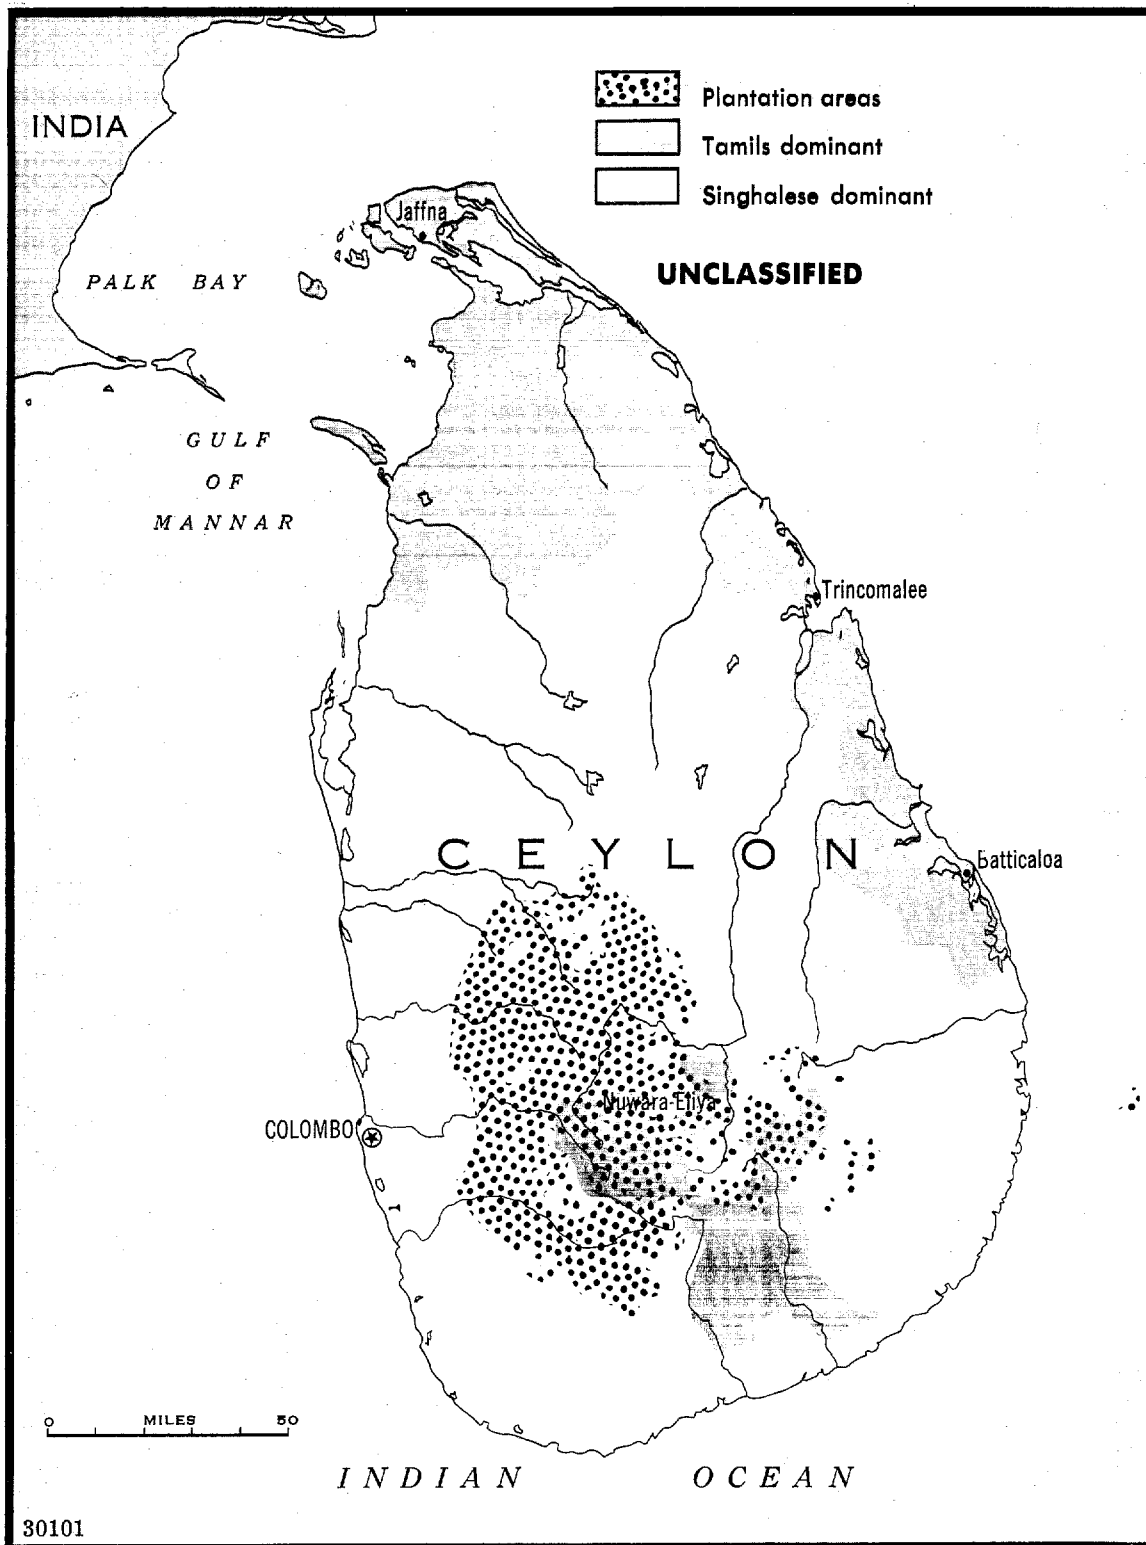 INDIA
Plantation areas
Tamils dominant
Singhalese dominant
UNCLASSIFIED
Jaffna
PALK BAY
GULF
OF
MANNAR
Trincomalee
CEYLON
Batticaloa
Nuwara-Eliya
COLOMBO
0 MILES 50
INDIAN OCEAN
30101